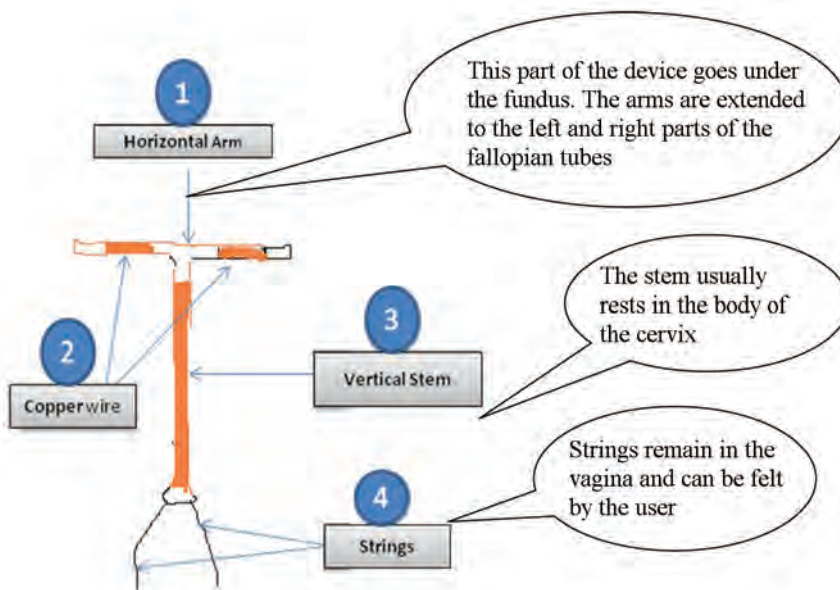 1
Horizontal Arm
This part of the device goes under
the fundus. The arms are extended
to the left and right parts of the
fallopian tubes
2
Copper wire
3
Vertical Stem
The stem usually
rests in the body of
the cervix
4
Strings
Strings remain in the
vagina and can be felt
by the user